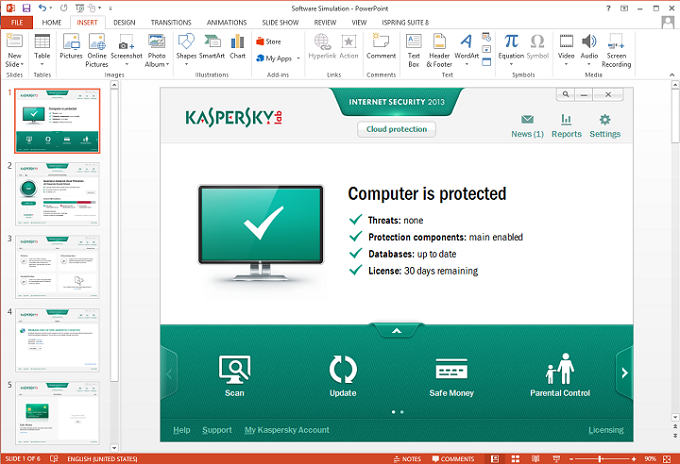 Software Simulation - PowerPoint
FILE HOME INSERT DESIGN TRANSITIONS ANIMATIONS SLIDE SHOW REVIEW VIEW ISPRING SUITE 8
New Slide
Table
Pictures
Online Pictures
Screenshot
Photo Album
Shapes
SmartArt
Chart
Store
My Apps
Hyperlink
Action
Comment
Text Box
Header & Footer
WordArt
Equation
Symbol
Video
Audio
Screen Recording
Slides Tables Images Illustrations Add-ins Links Comments Text Symbols Media
1
2
3
4
5
KASPERSKY lab
INTERNET SECURITY 2013
Cloud protection
News (1) Reports Settings
Computer is protected
Threats: none
Protection components: main enabled
Databases: up to date
License: 30 days remaining
Scan Update Safe Money Parental Control
Help Support My Kaspersky Account Licensing
SLIDE 1 OF 6 ENGLISH (UNITED STATES) NOTES COMMENTS 90%